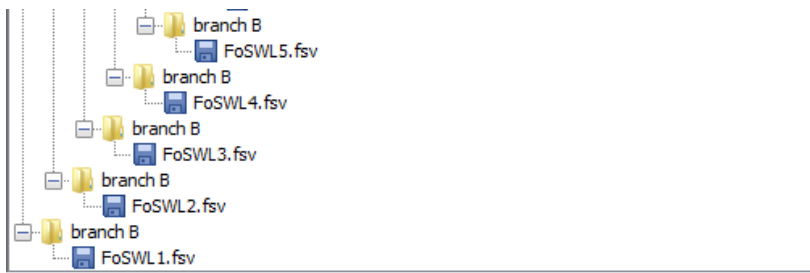 branch B
FoSWL5.fsv
branch B
FoSWL4.fsv
branch B
FoSWL3.fsv
branch B
FoSWL2.fsv
branch B
FoSWL1.fsv